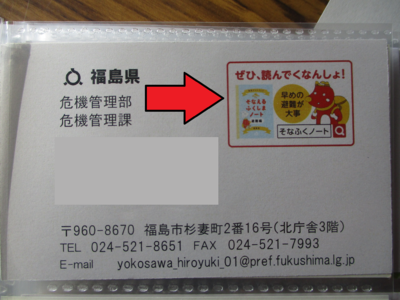 福島県
危機管理部
危機管理課
ぜひ、読んでくなんしょ!
そなえる
ふくしま
ノート
早めの
避難が
大事
そなふくノート
〒960-8670 福島市杉妻町2番16号(北庁舎3階)
TEL 024-521-8651 FAX 024-521-7993
E-mail yokosawa_hiroyuki_01@pref.fukushima.lg.jp